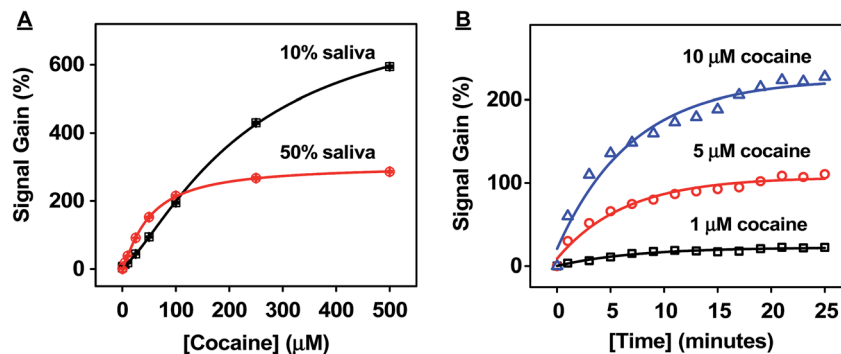 A
Signal Gain (%)
600
400
200
0
10% saliva
50% saliva
0 100 200 300 400 500
[Cocaine] (μM)
B
Signal Gain (%)
200
100
0
10 μM cocaine
5 μM cocaine
1 μM cocaine
0 5 10 15 20 25
[Time] (minutes)